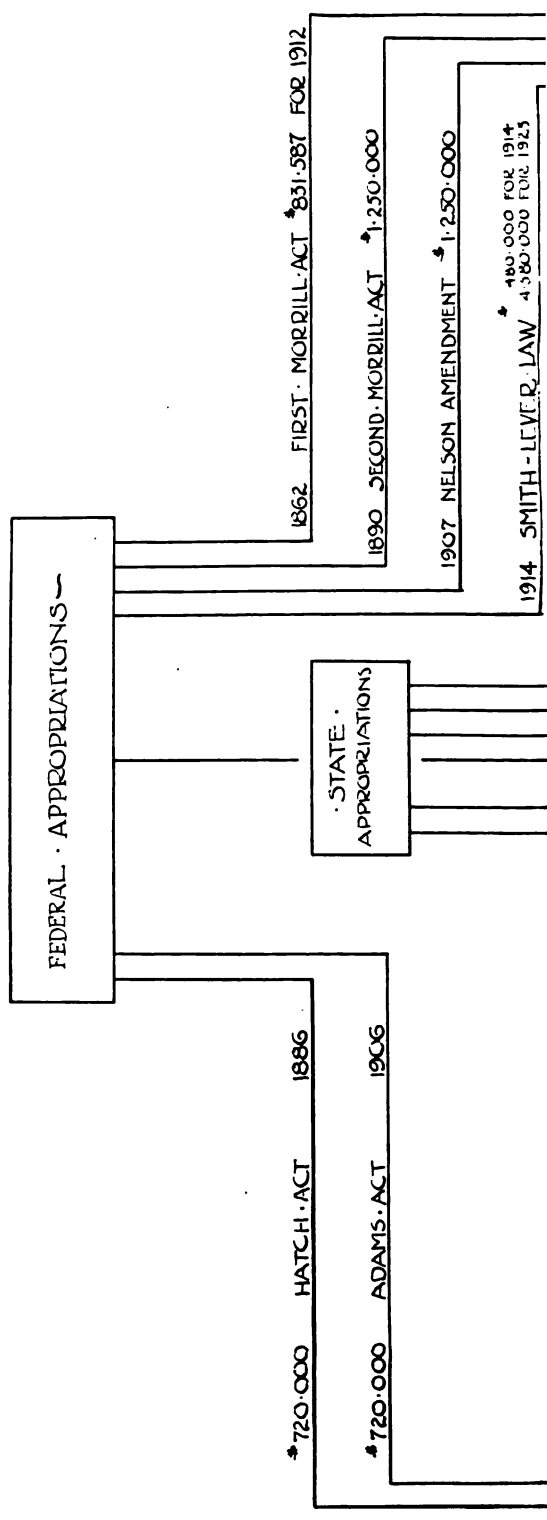 FEDERAL · APPROPRIATIONS —
$720·000 HATCH · ACT 1886
$720·000 ADAMS · ACT 1906
· STATE ·
APPROPRIATIONS
1862 FIRST · MORRILL · ACT $831·587 FOR 1912
1890 SECOND · MORRILL · ACT $1·250·000
1907 NELSON AMENDMENT $1·250·000
1914 SMITH - LEVER · LAW $ 480·000 FOR 1914
4·580·000 FOR 1923